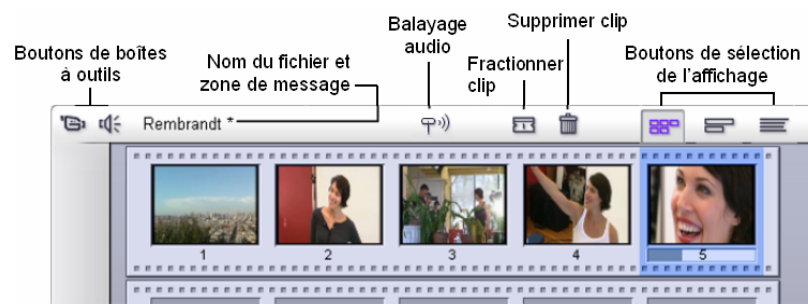 Boutons de boîtes
à outils
Nom du fichier et
zone de message
Balayage
audio
Fractionner
clip
Supprimer clip
Boutons de sélection
de l'affichage
Rembrandt *
1
2
3
4
5